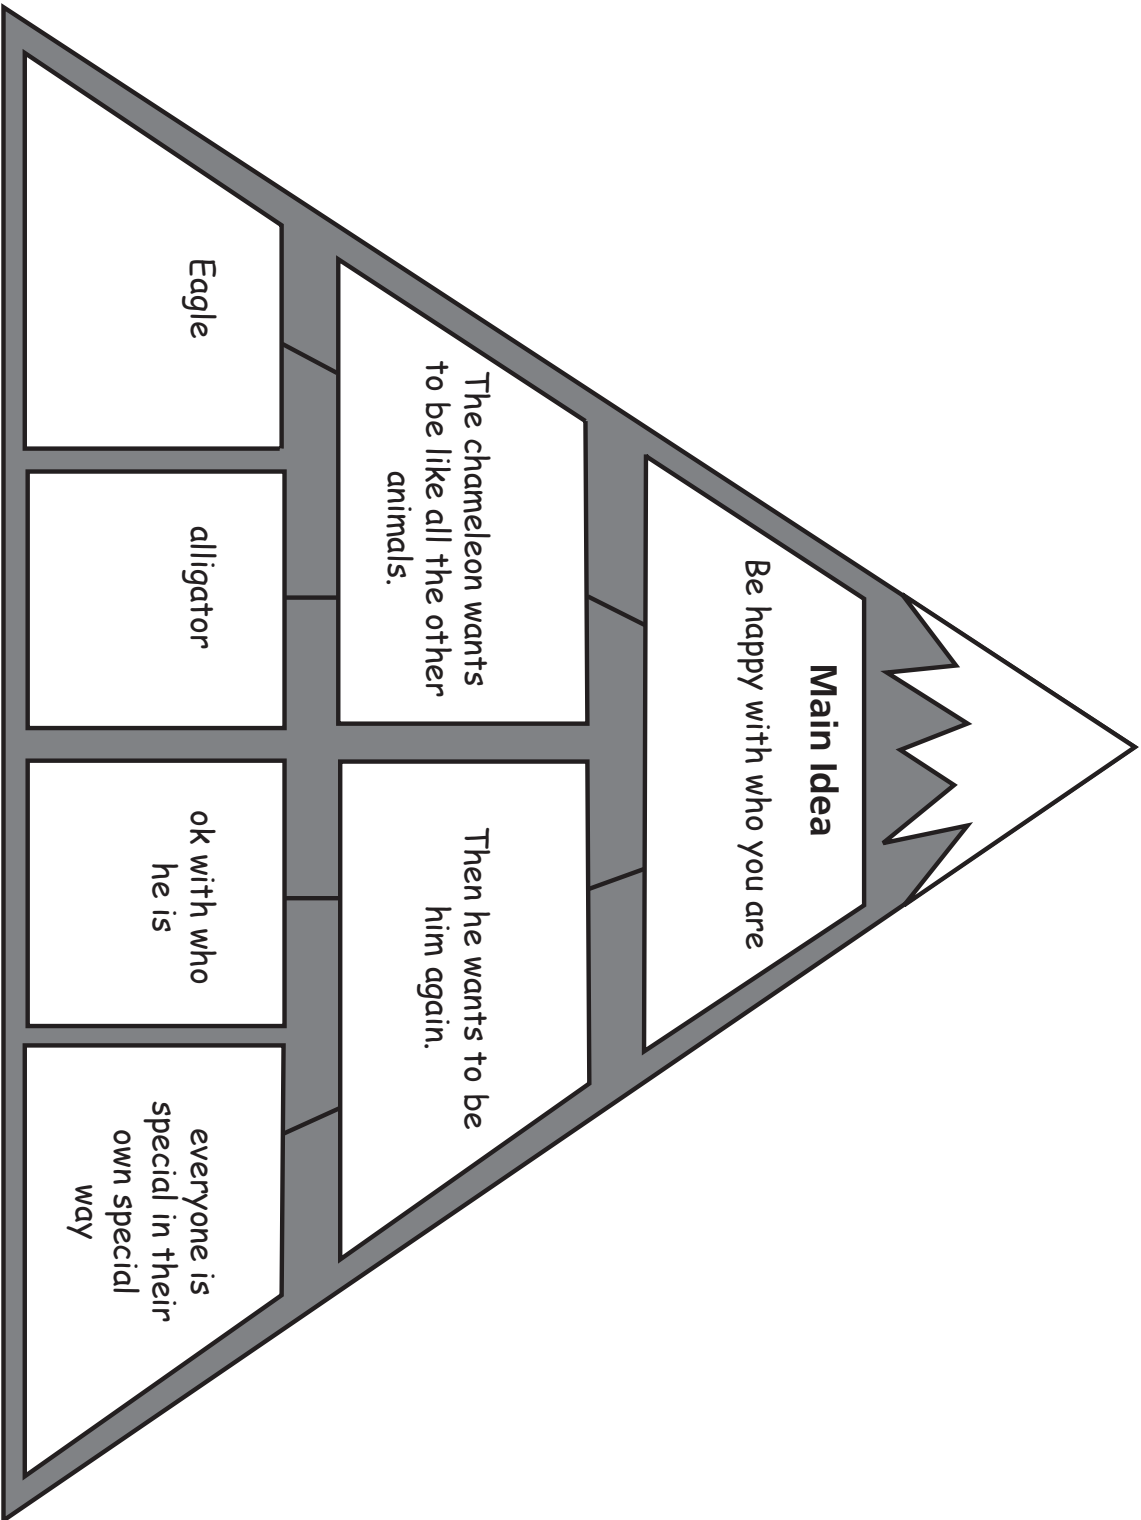 Main Idea
Be happy with who you are
The chameleon wants
to be like all the other
animals.
Then he wants to be
him again.
Eagle
alligator
ok with who
he is
everyone is
special in their
own special
way